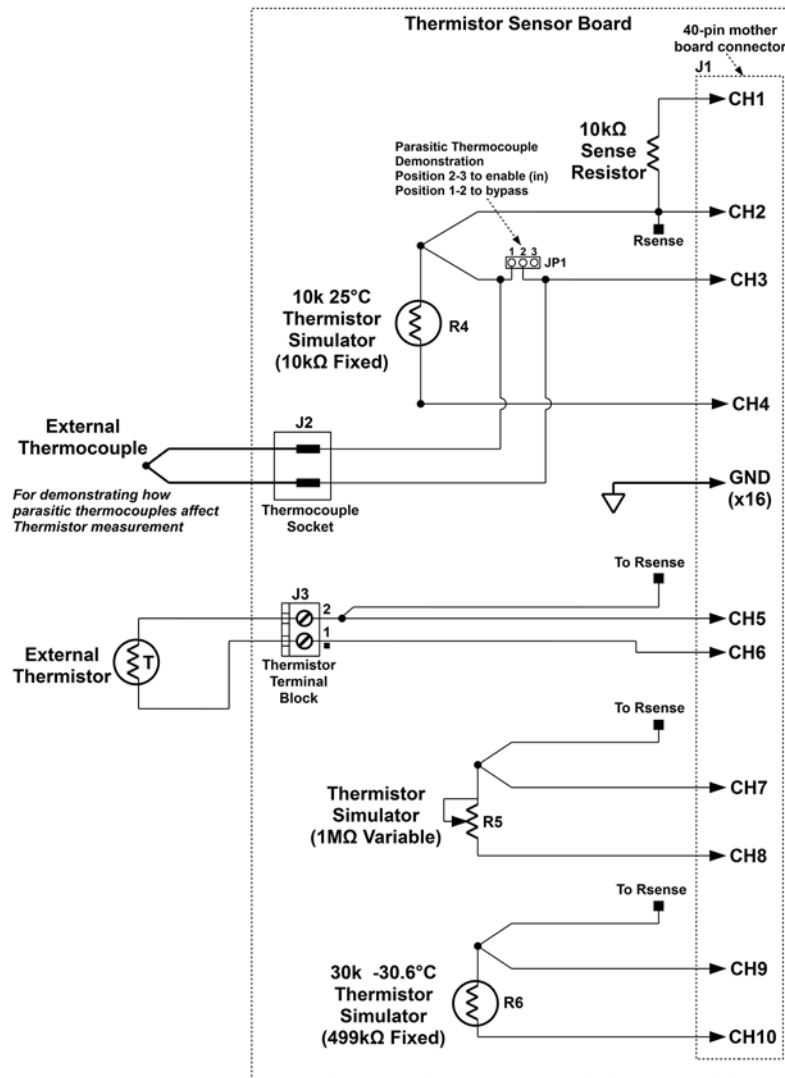 Thermistor Sensor Board
40-pin mother
board connector
J1
CH1
10kΩ
Sense
Resistor
Parasitic Thermocouple
Demonstration
Position 2-3 to enable (in)
Position 1-2 to bypass
CH2
Rsense
1 2 3
JP1
CH3
10k 25°C
Thermistor
Simulator
(10kΩ Fixed)
R4
CH4
External
Thermocouple
J2
For demonstrating how
parasitic thermocouples affect
Thermistor measurement
Thermocouple
Socket
GND
(x16)
To Rsense
J3
2
CH5
1
CH6
External
Thermistor
T
Thermistor
Terminal
Block
To Rsense
CH7
Thermistor
Simulator
(1MΩ Variable)
R5
CH8
To Rsense
CH9
30k -30.6°C
Thermistor
Simulator
(499kΩ Fixed)
R6
CH10